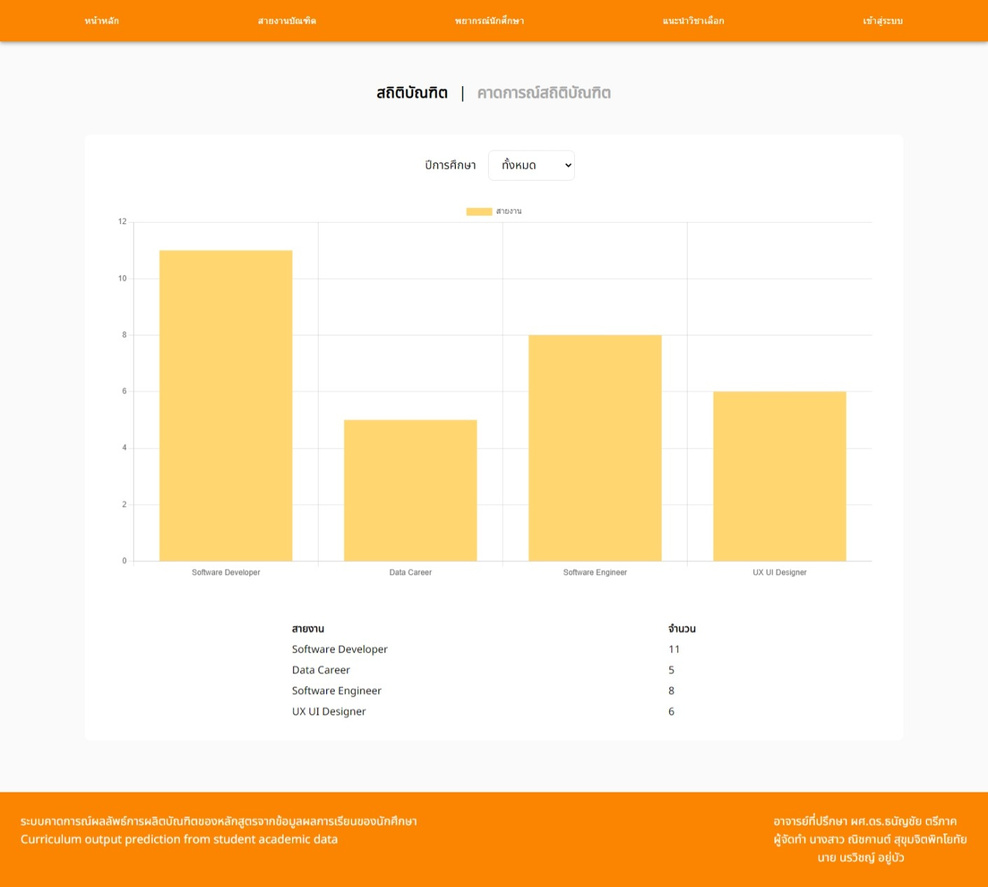 หน้าหลัก สายงานบัณฑิต พยากรณ์นักศึกษา แนะนำวิชาเลือก เข้าสู่ระบบ
สถิติบัณฑิต | คาดการณ์สถิติบัณฑิต
ปีการศึกษา ทั้งหมด
สายงาน
12
10
8
6
4
2
0
Software Developer Data Career Software Engineer UX UI Designer
สายงาน จำนวน
Software Developer 11
Data Career 5
Software Engineer 8
UX UI Designer 6
ระบบคาดการณ์ผลลัพธ์การผลิตบัณฑิตของหลักสูตรจากข้อมูลผลการเรียนของนักศึกษา
Curriculum output prediction from student academic data
อาจารย์ที่ปรึกษา ผศ.ดร.ธนัญชัย ตรีภาค
ผู้จัดทำ นางสาว ณิชกานต์ สุขุมจิตพิทโยทัย
นาย นรวิชญ์ อยู่บัว